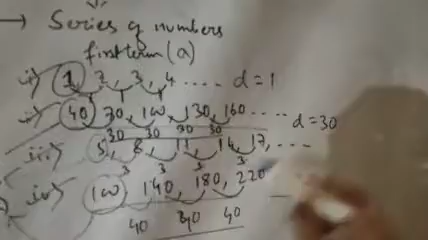 → Series of numbers
first term (a)
i) 1, 2, 3, 4 .... d = 1
ii) 40, 70, 100, 130, 160 .... d = 30
30 30 30 30
iii) 5, 8, 11, 14, 17, ....
3 3 3 3
iv) 100, 140, 180, 220
40 40 40